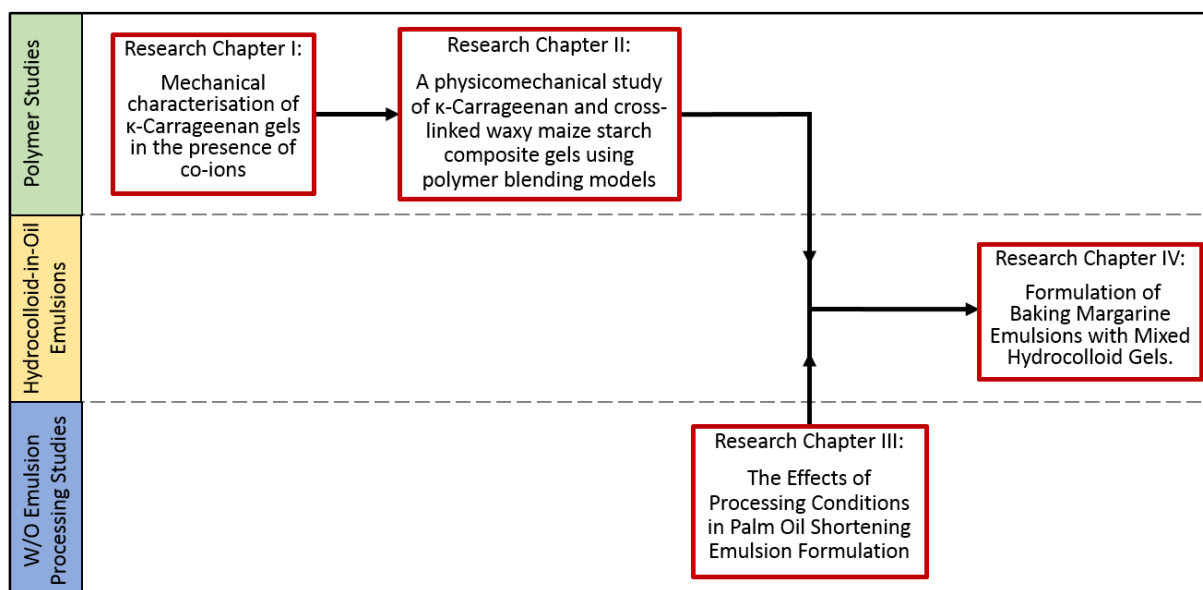 Polymer Studies
Research Chapter I:
Mechanical
characterisation of
κ-Carrageenan gels
in the presence of
co-ions
Research Chapter II:
A physicomechanical study
of κ-Carrageenan and cross-
linked waxy maize starch
composite gels using
polymer blending models
Hydrocolloid-in-Oil
Emulsions
Research Chapter IV:
Formulation of
Baking Margarine
Emulsions with Mixed
Hydrocolloid Gels.
W/O Emulsion
Processing Studies
Research Chapter III:
The Effects of
Processing Conditions
in Palm Oil Shortening
Emulsion Formulation